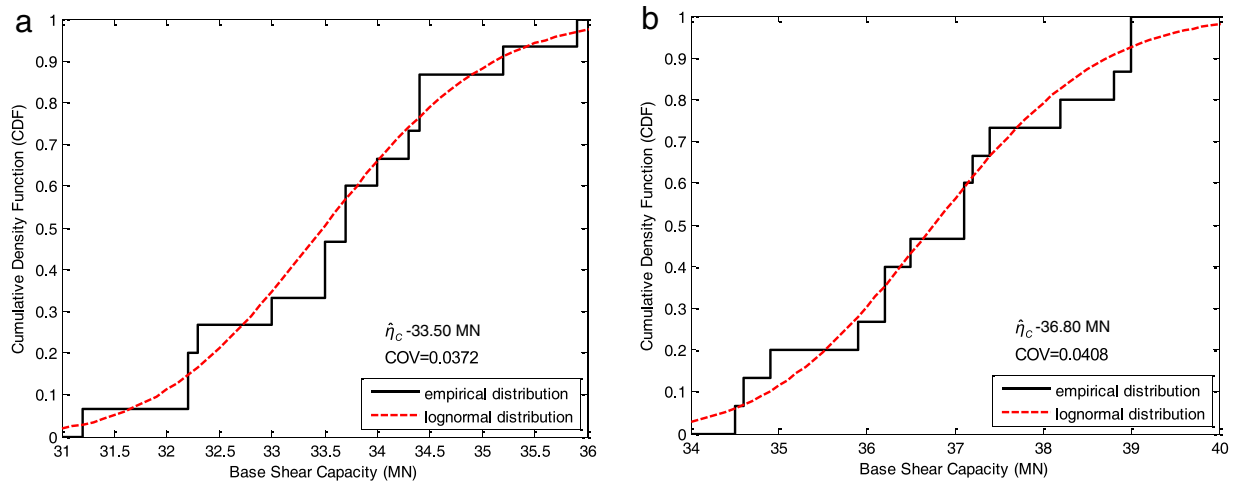 a
1
0.9
0.8
0.7
0.6
0.5
0.4
0.3
0.2
0.1
0
Cumulative Density Function (CDF)
η̂_C -33.50 MN
COV=0.0372
empirical distribution
lognormal distribution
31 31.5 32 32.5 33 33.5 34 34.5 35 35.5 36
Base Shear Capacity (MN)
b
1
0.9
0.8
0.7
0.6
0.5
0.4
0.3
0.2
0.1
0
Cumulative Density Function (CDF)
η̂_C -36.80 MN
COV=0.0408
empirical distribution
lognormal distribution
34 35 36 37 38 39 40
Base Shear Capacity (MN)